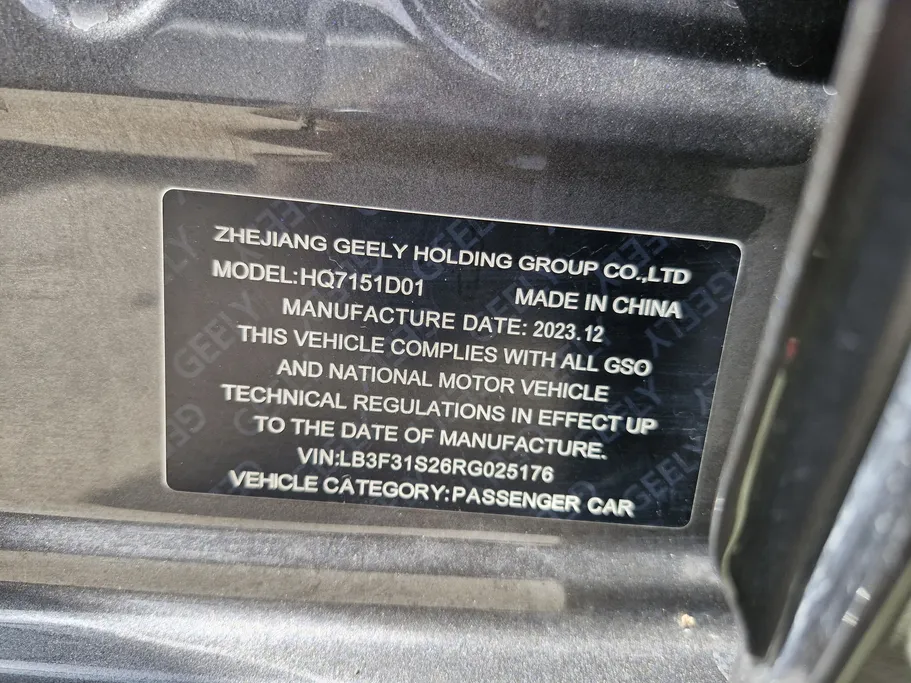 ZHEJIANG GEELY HOLDING GROUP CO.,LTD
MODEL:HQ7151D01
MADE IN CHINA
MANUFACTURE DATE: 2023.12
THIS VEHICLE COMPLIES WITH ALL GSO
AND NATIONAL MOTOR VEHICLE
TECHNICAL REGULATIONS IN EFFECT UP
TO THE DATE OF MANUFACTURE.
VIN:LB3F31S26RG025176
VEHICLE CATEGORY:PASSENGER CAR